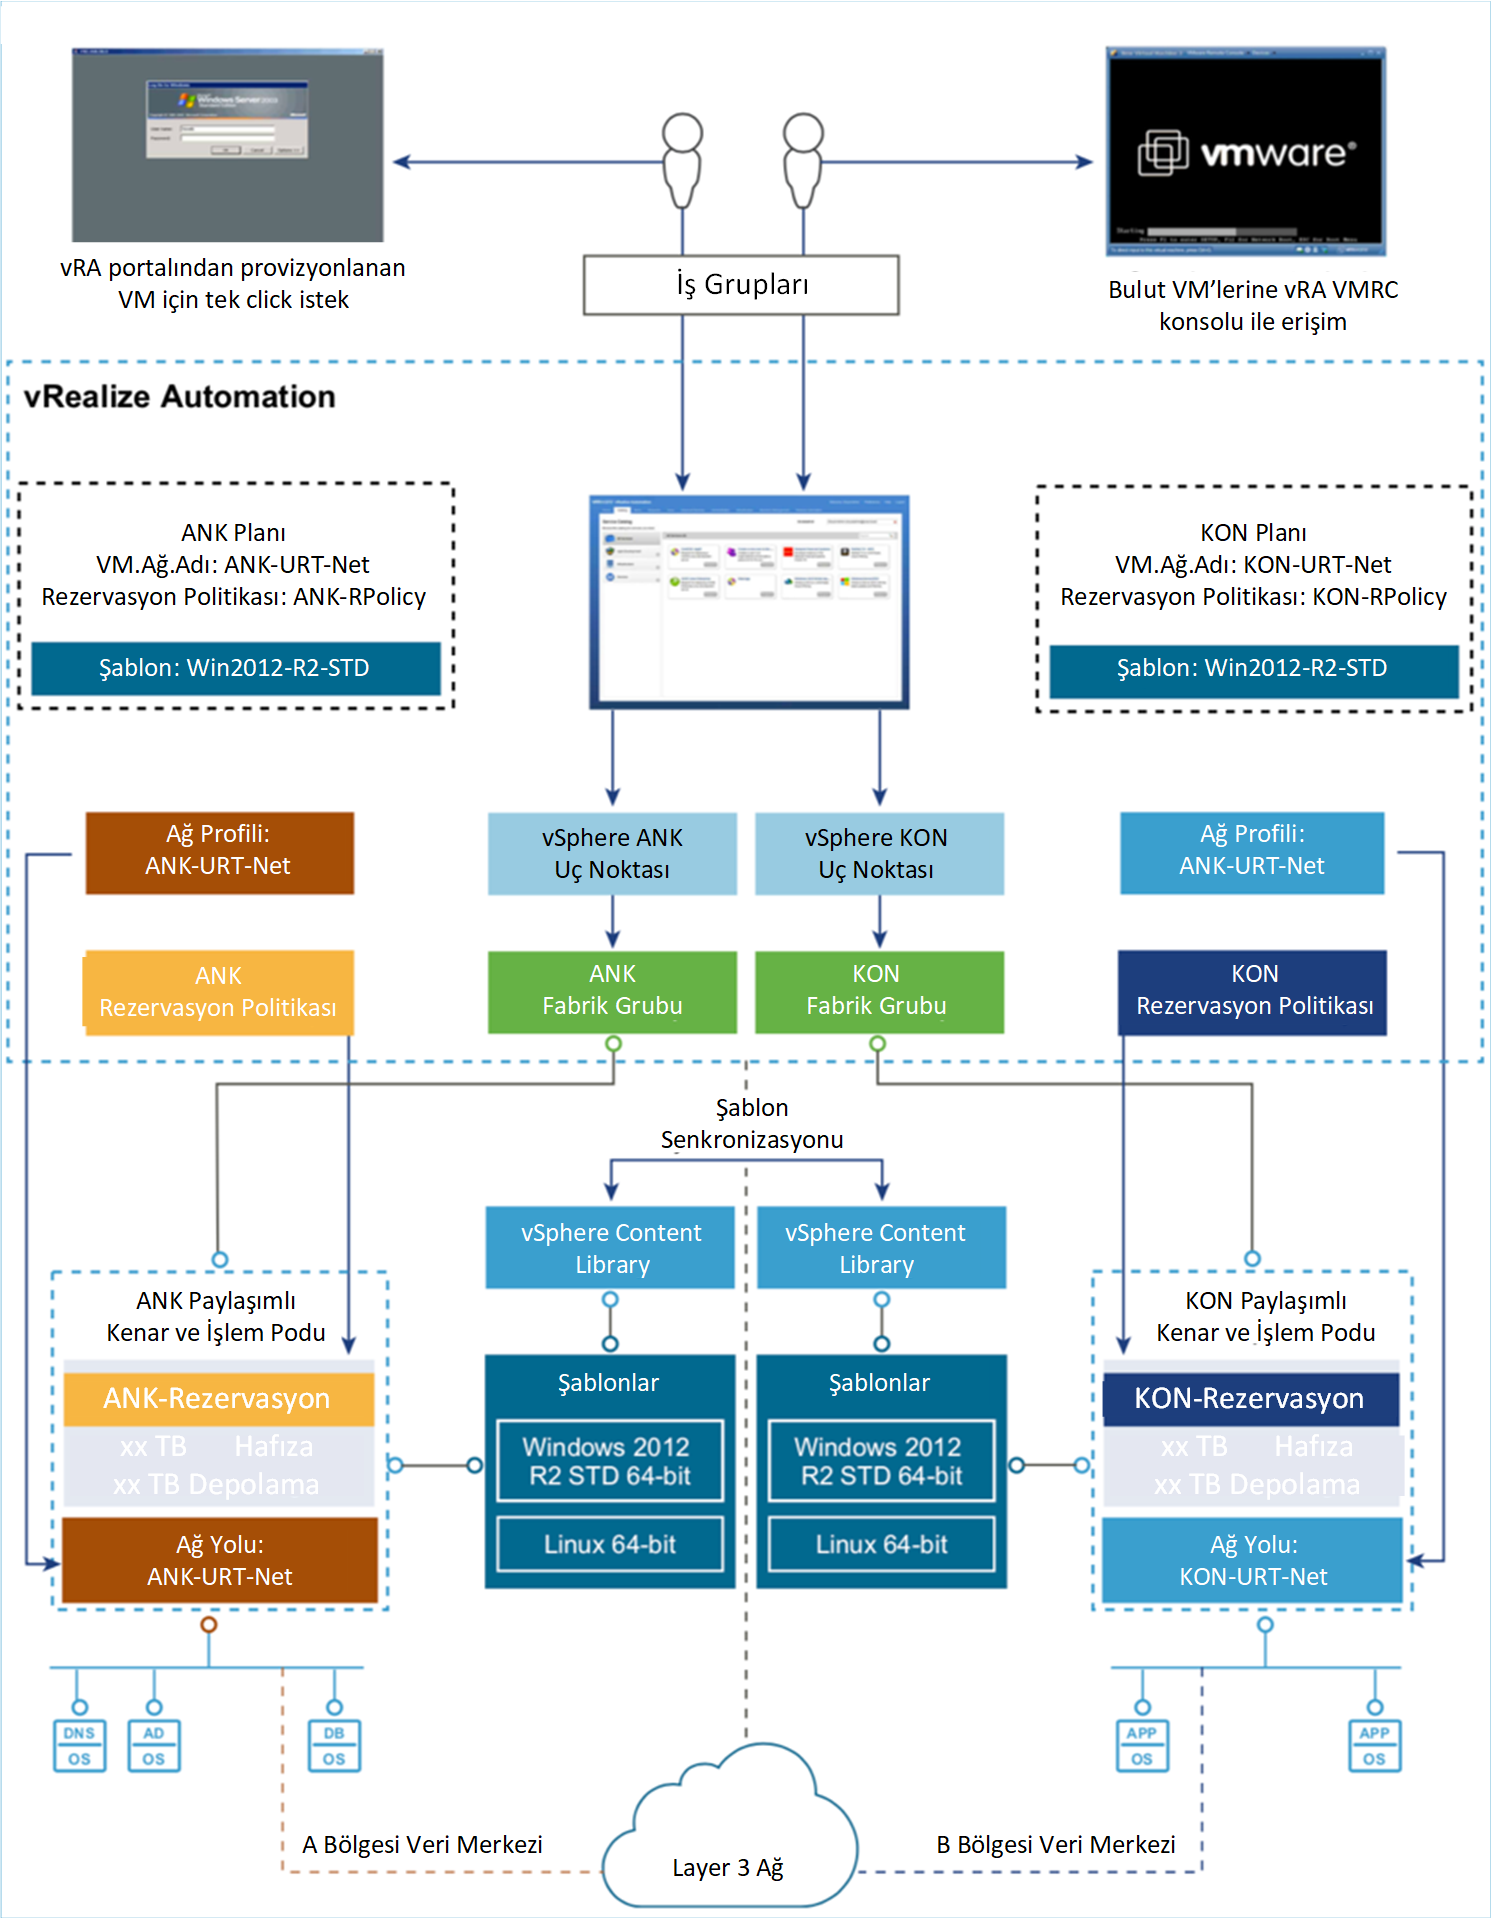 Windows Server 2003
vmware®
vRA portalından provizyonlanan
VM için tek click istek
İş Grupları
Bulut VM'lerine vRA VMRC
konsolu ile erişim
vRealize Automation
ANK Planı
VM.Ağ.Adı: ANK-URT-Net
Rezervasyon Politikası: ANK-RPolicy
Şablon: Win2012-R2-STD
KON Planı
VM.Ağ.Adı: KON-URT-Net
Rezervasyon Politikası: KON-RPolicy
Şablon: Win2012-R2-STD
Ağ Profili:
ANK-URT-Net
vSphere ANK
Uç Noktası
vSphere KON
Uç Noktası
Ağ Profili:
ANK-URT-Net
ANK
Rezervasyon Politikası
ANK
Fabrik Grubu
KON
Fabrik Grubu
KON
Rezervasyon Politikası
Şablon
Senkronizasyonu
vSphere Content
Library
vSphere Content
Library
ANK Paylaşımlı
Kenar ve İşlem Podu
ANK-Rezervasyon
xx TB Hafıza
xx TB Depolama
Ağ Yolu:
ANK-URT-Net
Şablonlar
Windows 2012
R2 STD 64-bit
Linux 64-bit
Şablonlar
Windows 2012
R2 STD 64-bit
Linux 64-bit
KON Paylaşımlı
Kenar ve İşlem Podu
KON-Rezervasyon
xx TB Hafıza
xx TB Depolama
Ağ Yolu:
KON-URT-Net
DNS
OS
AD
OS
DB
OS
APP
OS
APP
OS
A Bölgesi Veri Merkezi
Layer 3 Ağ
B Bölgesi Veri Merkezi